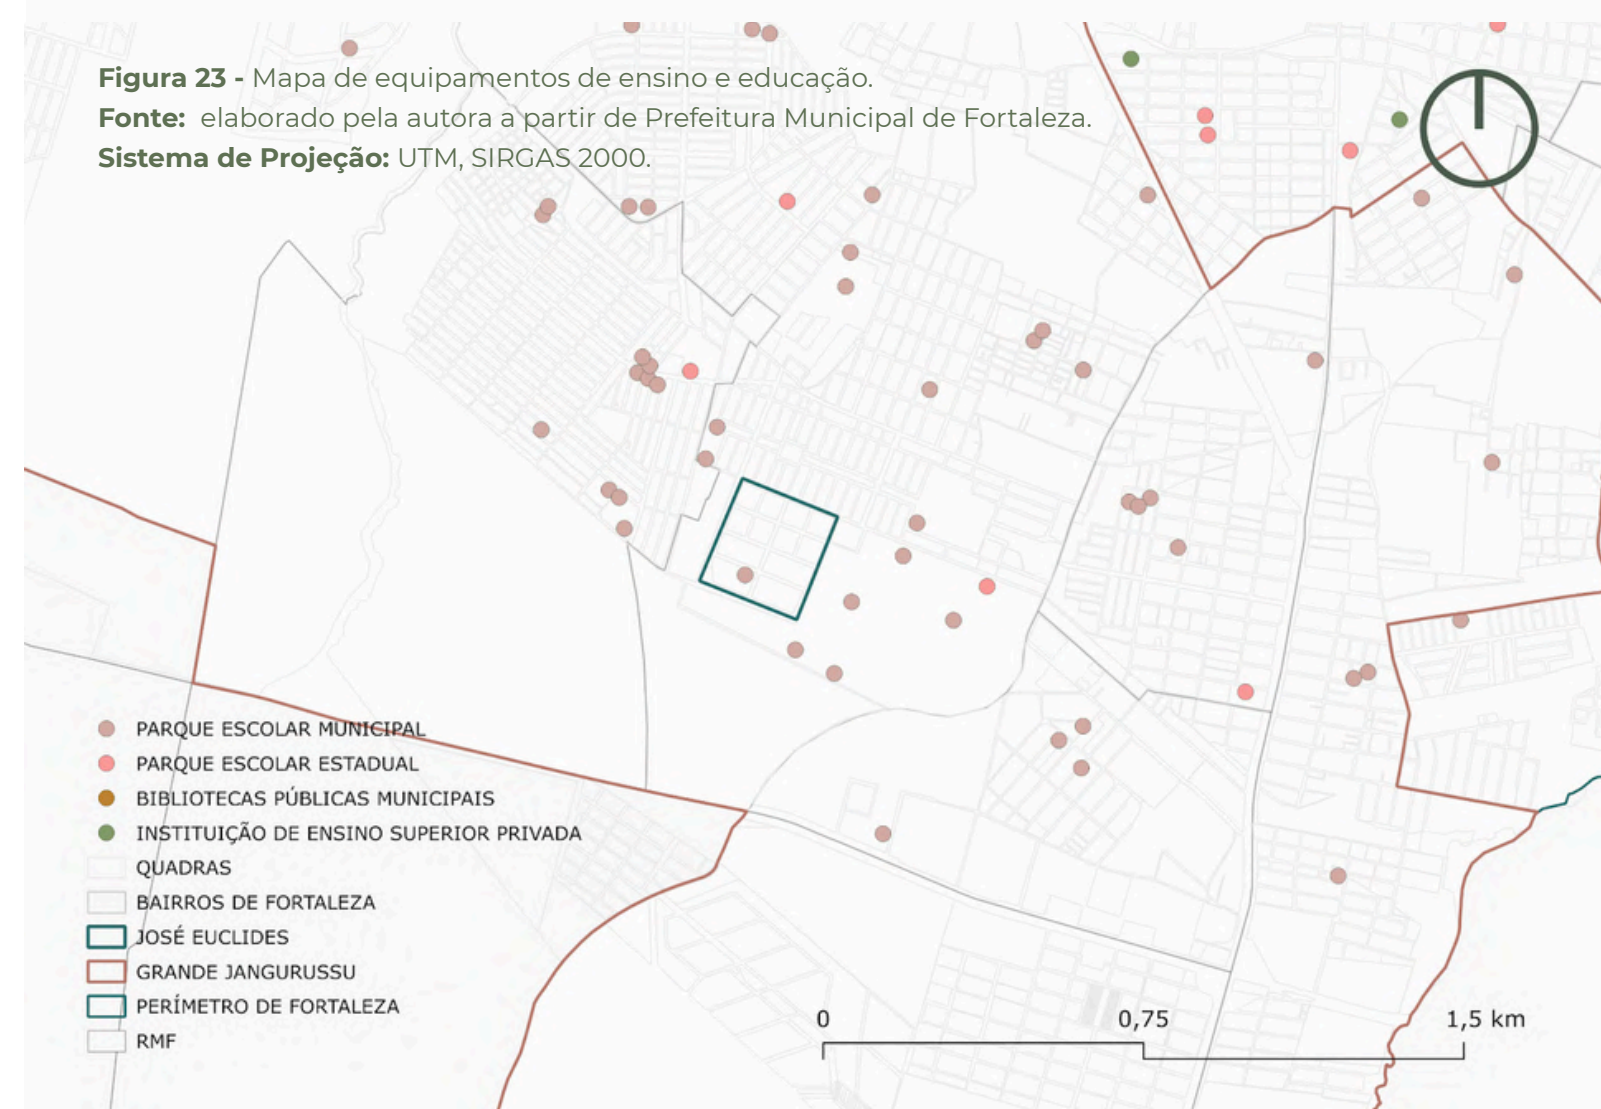 Figura 23 - Mapa de equipamentos de ensino e educação.
Fonte: elaborado pela autora a partir de Prefeitura Municipal de Fortaleza.
Sistema de Projeção: UTM, SIRGAS 2000.
PARQUE ESCOLAR MUNICIPAL
PARQUE ESCOLAR ESTADUAL
BIBLIOTECAS PÚBLICAS MUNICIPAIS
INSTITUIÇÃO DE ENSINO SUPERIOR PRIVADA
QUADRAS
BAIRROS DE FORTALEZA
JOSÉ EUCLIDES
GRANDE JANGURUSSU
PERÍMETRO DE FORTALEZA
RMF
0 0,75 1,5 km